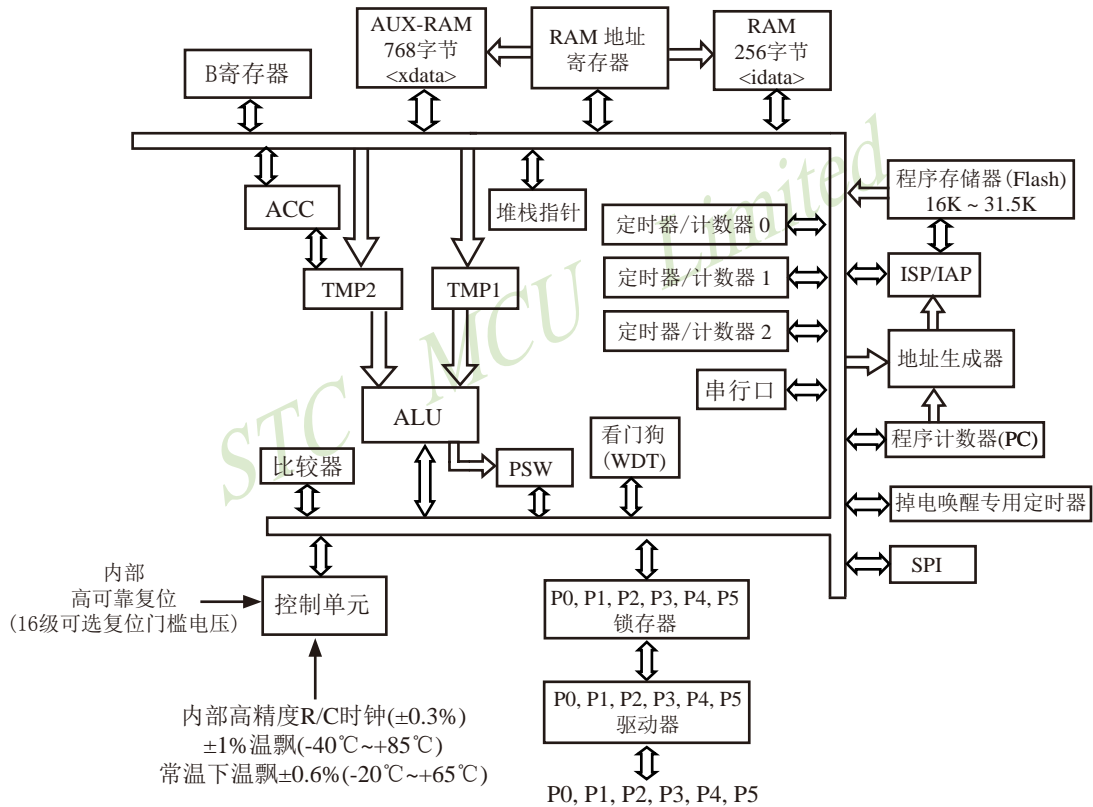 AUX-RAM
768字节
<xdata>
RAM 地址
寄存器
RAM
256字节
<idata>
B寄存器
ACC
堆栈指针
TMP2
TMP1
ALU
PSW
比较器
看门狗
(WDT)
定时器/计数器 0
定时器/计数器 1
定时器/计数器 2
串行口
程序存储器(Flash)
16K ~ 31.5K
ISP/IAP
地址生成器
程序计数器(PC)
掉电唤醒专用定时器
SPI
内部
高可靠复位
(16级可选复位门槛电压)
控制单元
内部高精度R/C时钟(±0.3%)
±1%温飘(-40℃~+85℃)
常温下温飘±0.6%(-20℃~+65℃)
P0, P1, P2, P3, P4, P5
锁存器
P0, P1, P2, P3, P4, P5
驱动器
P0, P1, P2, P3, P4, P5
STC MCU Limited